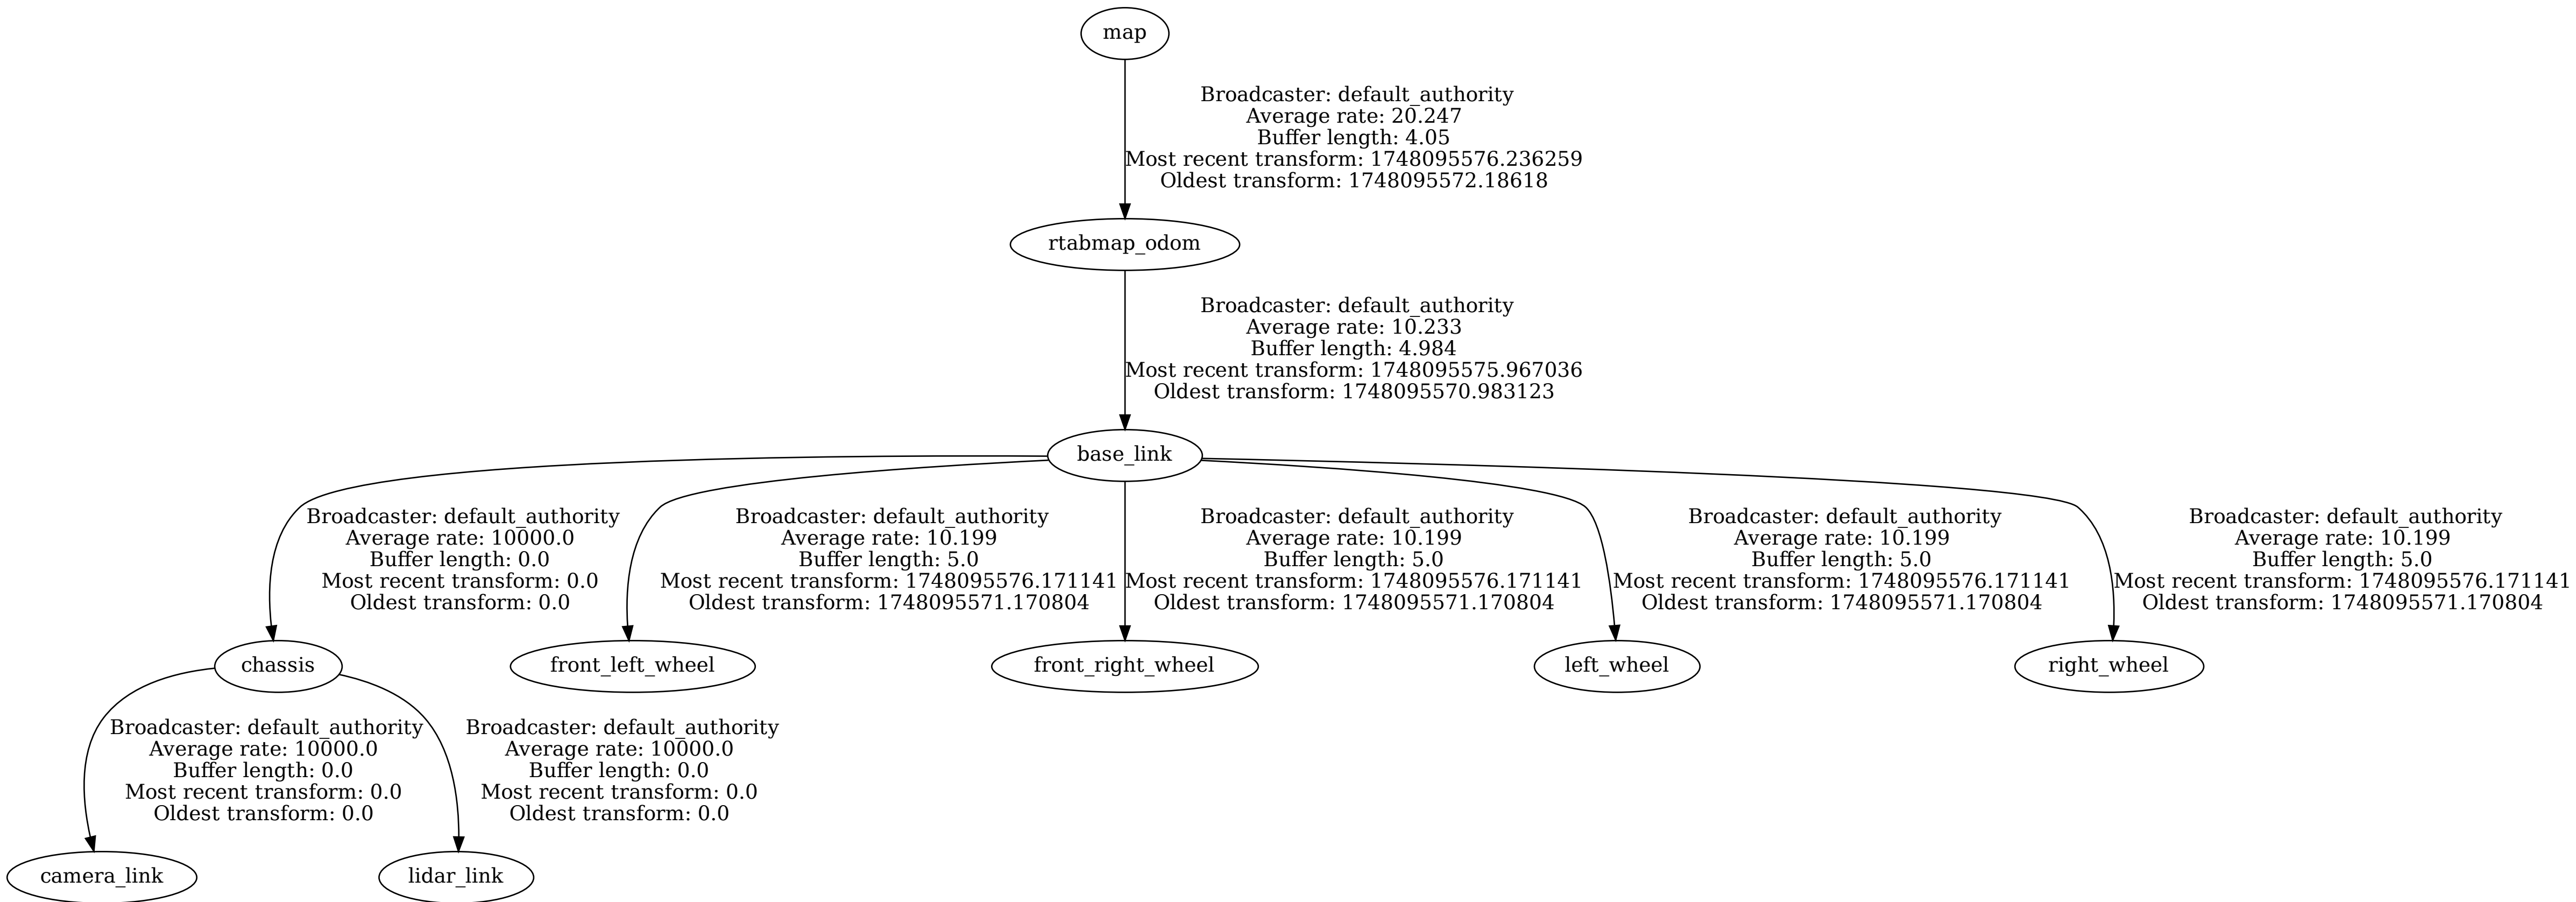 map
Broadcaster: default_authority
Average rate: 20.247
Buffer length: 4.05
Most recent transform: 1748095576.236259
Oldest transform: 1748095572.18618
rtabmap_odom
Broadcaster: default_authority
Average rate: 10.233
Buffer length: 4.984
Most recent transform: 1748095575.967036
Oldest transform: 1748095570.983123
base_link
Broadcaster: default_authority
Average rate: 10000.0
Buffer length: 0.0
Most recent transform: 0.0
Oldest transform: 0.0
Broadcaster: default_authority
Average rate: 10.199
Buffer length: 5.0
Most recent transform: 1748095576.171141
Oldest transform: 1748095571.170804
Broadcaster: default_authority
Average rate: 10.199
Buffer length: 5.0
Most recent transform: 1748095576.171141
Oldest transform: 1748095571.170804
Broadcaster: default_authority
Average rate: 10.199
Buffer length: 5.0
Most recent transform: 1748095576.171141
Oldest transform: 1748095571.170804
Broadcaster: default_authority
Average rate: 10.199
Buffer length: 5.0
Most recent transform: 1748095576.171141
Oldest transform: 1748095571.170804
chassis
front_left_wheel
front_right_wheel
left_wheel
right_wheel
Broadcaster: default_authority
Average rate: 10000.0
Buffer length: 0.0
Most recent transform: 0.0
Oldest transform: 0.0
Broadcaster: default_authority
Average rate: 10000.0
Buffer length: 0.0
Most recent transform: 0.0
Oldest transform: 0.0
camera_link
lidar_link